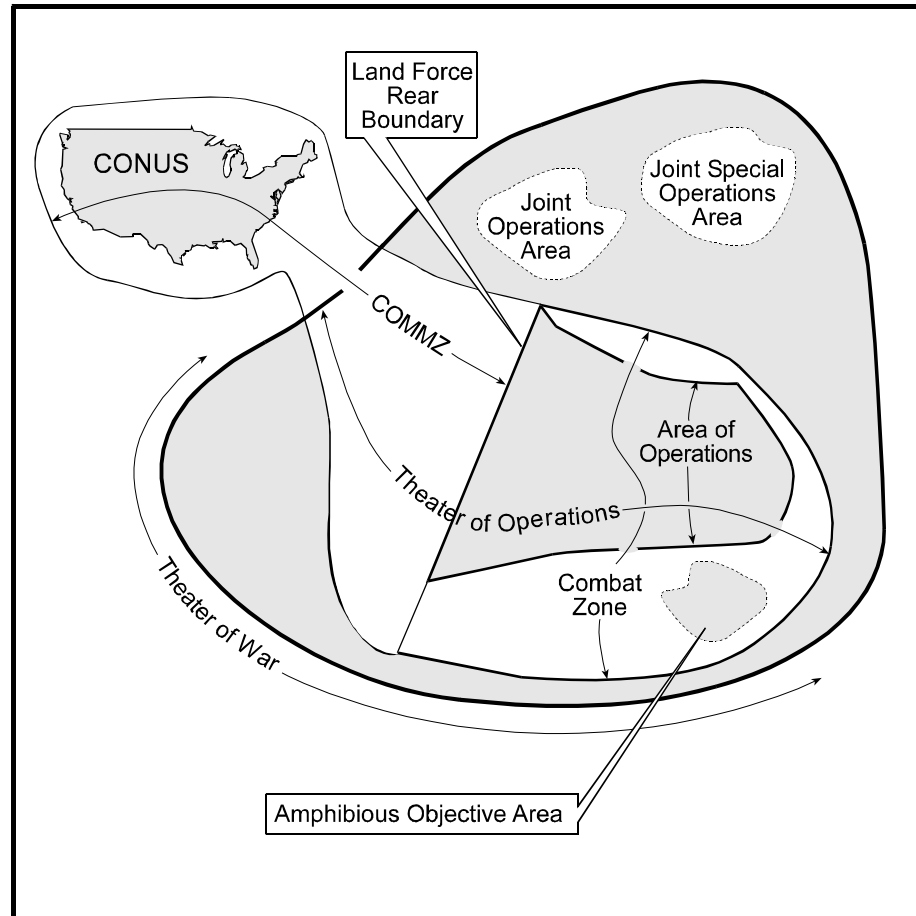 Land Force
Rear
Boundary
CONUS
Joint Special
Operations
Area
Joint
Operations
Area
COMMZ
Area of
Operations
Theater of Operations
Combat
Zone
Theater of War
Amphibious Objective Area